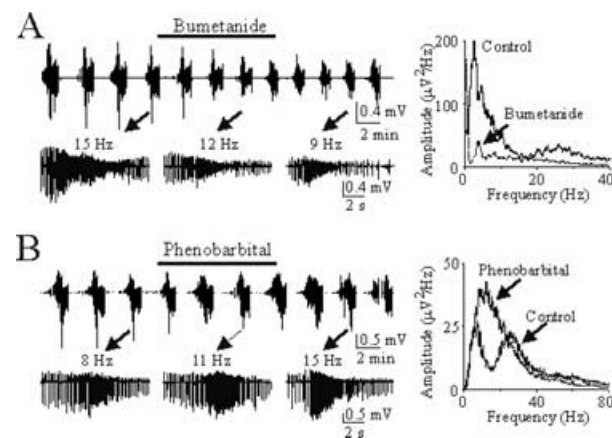 A
Bumetanide
0.4 mV
2 min
15 Hz
12 Hz
9 Hz
0.4 mV
2 s
Amplitude (μV²/Hz)
200
100
0
Control
Bumetanide
0
20
40
Frequency (Hz)
B
Phenobarbital
0.5 mV
2 min
8 Hz
11 Hz
15 Hz
0.5 mV
2 s
Amplitude (μV²/Hz)
50
25
0
Phenobarbital
Control
0
20
40
60
80
Frequency (Hz)